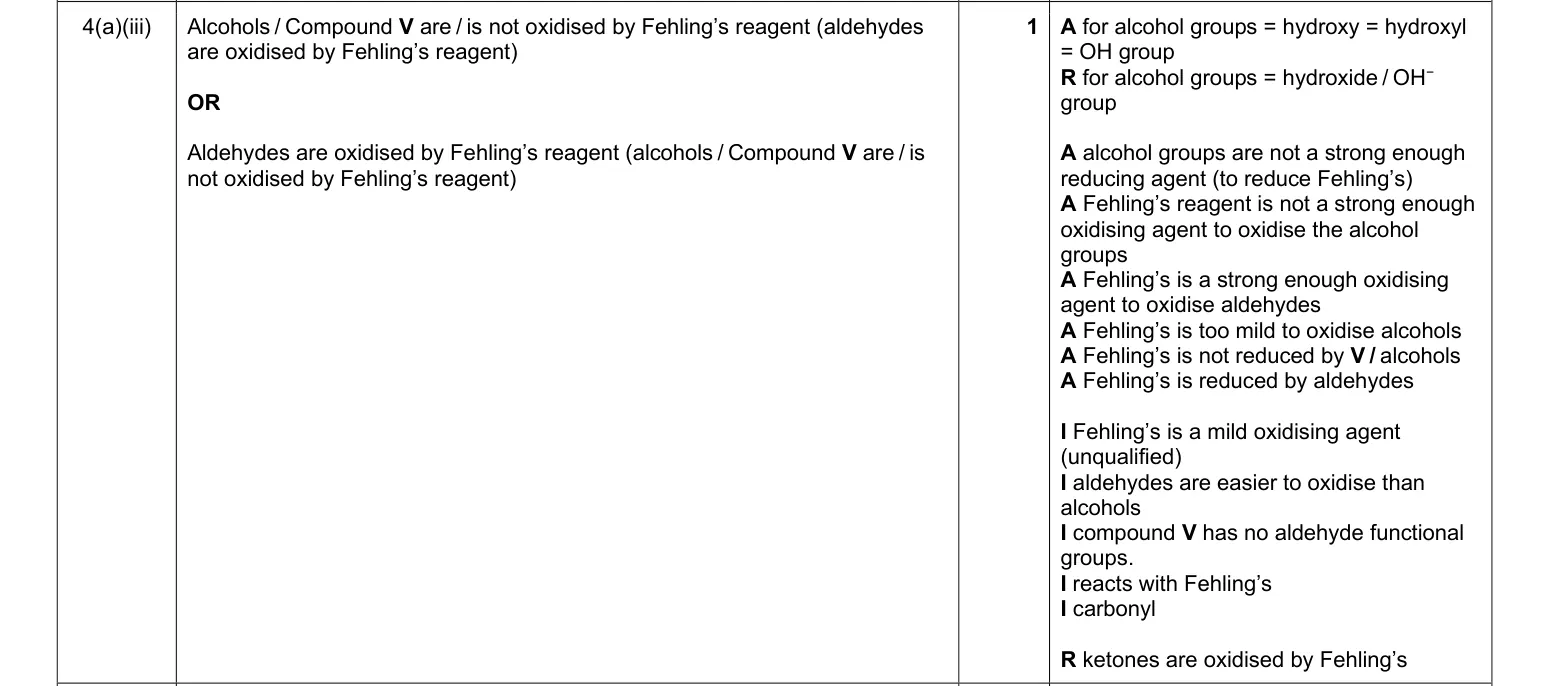 4(a)(iii)
Alcohols / Compound V are / is not oxidised by Fehling’s reagent (aldehydes
are oxidised by Fehling’s reagent)
OR
Aldehydes are oxidised by Fehling’s reagent (alcohols / Compound V are / is
not oxidised by Fehling’s reagent)
1
A for alcohol groups = hydroxy = hydroxyl
= OH group
R for alcohol groups = hydroxide / OH⁻
group
A alcohol groups are not a strong enough
reducing agent (to reduce Fehling’s)
A Fehling’s reagent is not a strong enough
oxidising agent to oxidise the alcohol
groups
A Fehling’s is a strong enough oxidising
agent to oxidise aldehydes
A Fehling’s is too mild to oxidise alcohols
A Fehling’s is not reduced by V / alcohols
A Fehling’s is reduced by aldehydes
I Fehling’s is a mild oxidising agent
(unqualified)
I aldehydes are easier to oxidise than
alcohols
I compound V has no aldehyde functional
groups.
I reacts with Fehling’s
I carbonyl
R ketones are oxidised by Fehling’s